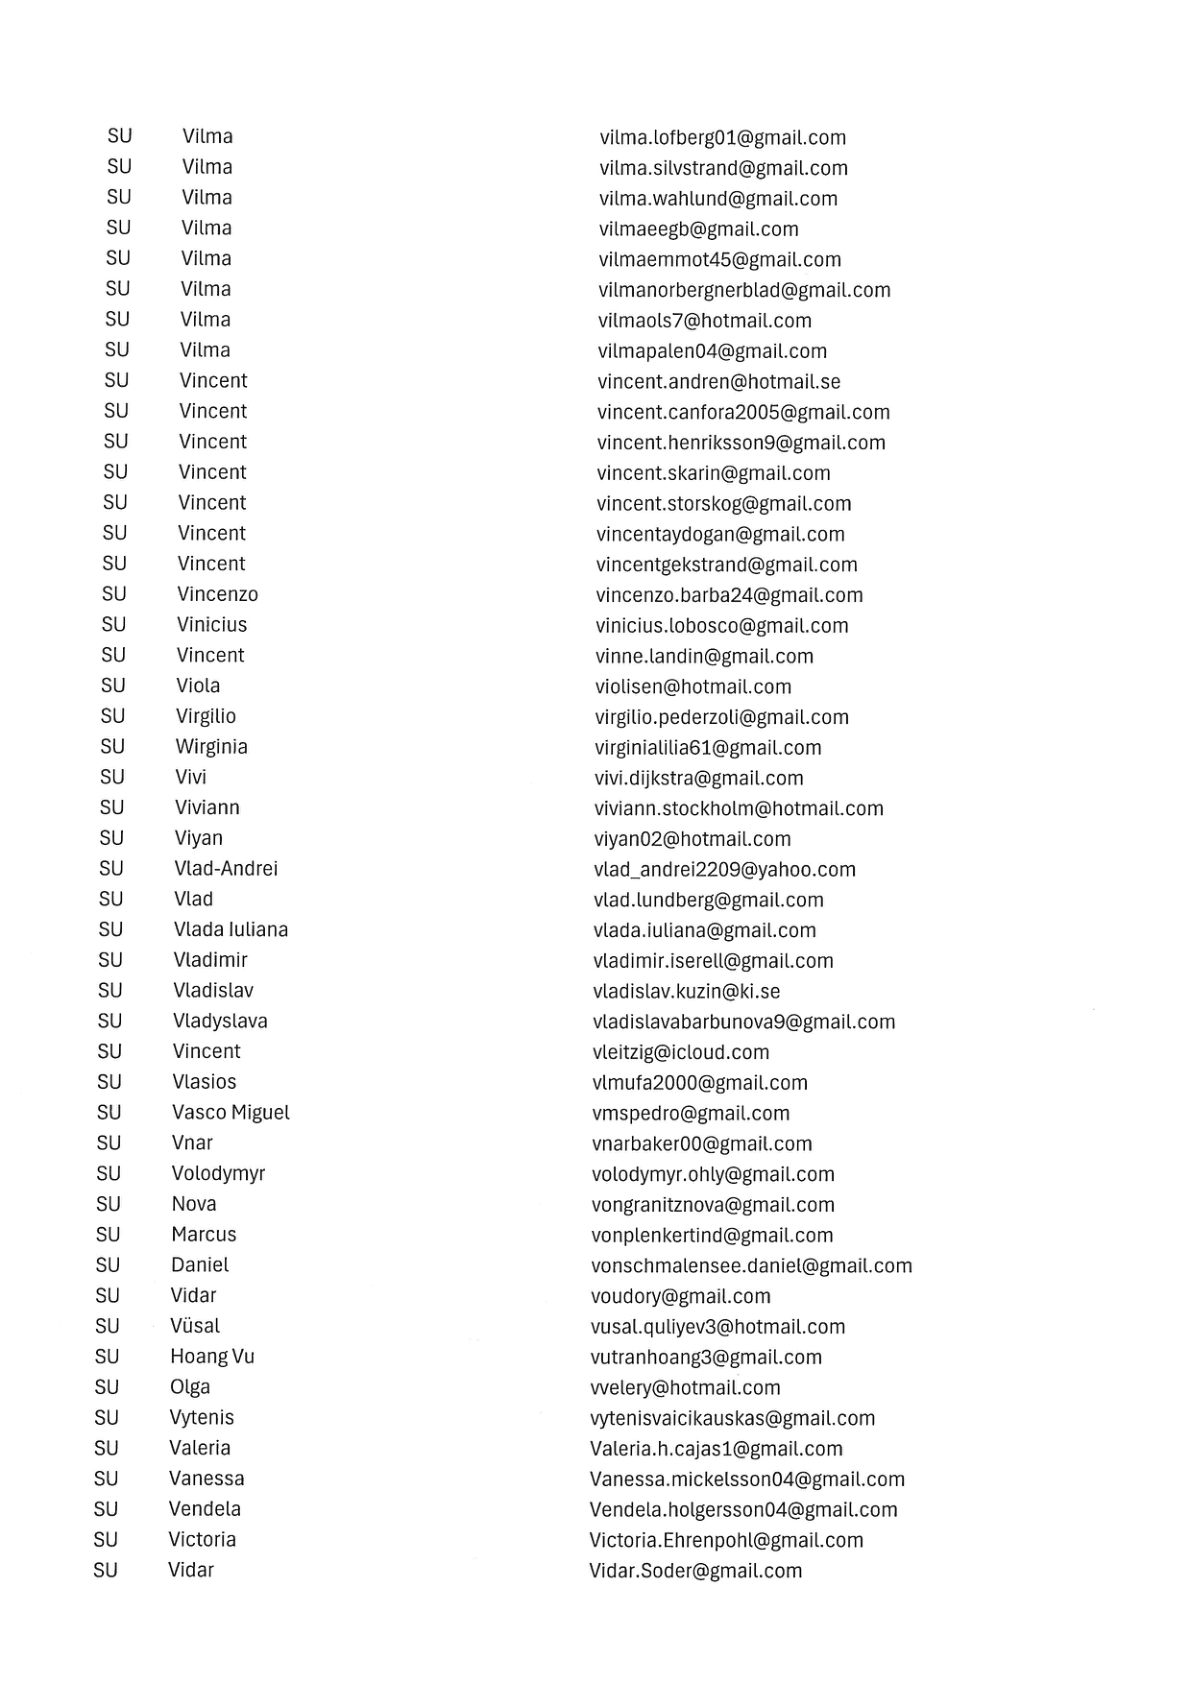 SU Vilma vilma.lofberg01@gmail.com
SU Vilma vilma.silvstrand@gmail.com
SU Vilma vilma.wahlund@gmail.com
SU Vilma vilmaeegb@gmail.com
SU Vilma vilmaemmot45@gmail.com
SU Vilma vilmanorbergnerblad@gmail.com
SU Vilma vilmaols7@hotmail.com
SU Vilma vilmapalen04@gmail.com
SU Vincent vincent.andren@hotmail.se
SU Vincent vincent.canfora2005@gmail.com
SU Vincent vincent.henriksson9@gmail.com
SU Vincent vincent.skarin@gmail.com
SU Vincent vincent.storskog@gmail.com
SU Vincent vincentaydogan@gmail.com
SU Vincent vincentgekstrand@gmail.com
SU Vincenzo vincenzo.barba24@gmail.com
SU Vinicius vinicius.lobosco@gmail.com
SU Vincent vinne.landin@gmail.com
SU Viola violisen@hotmail.com
SU Virgilio virgilio.pederzoli@gmail.com
SU Wirginia virginialilia61@gmail.com
SU Vivi vivi.dijkstra@gmail.com
SU Viviann viviann.stockholm@hotmail.com
SU Viyan viyan02@hotmail.com
SU Vlad-Andrei vlad_andrei2209@yahoo.com
SU Vlad vlad.lundberg@gmail.com
SU Vlada Iuliana vlada.iuliana@gmail.com
SU Vladimir vladimir.iserell@gmail.com
SU Vladislav vladislav.kuzin@ki.se
SU Vladyslava vladislavabarbunova9@gmail.com
SU Vincent vleitzig@icloud.com
SU Vlasios vlmufa2000@gmail.com
SU Vasco Miguel vmspedro@gmail.com
SU Vnar vnarbaker00@gmail.com
SU Volodymyr volodymyr.ohly@gmail.com
SU Nova vongranitznova@gmail.com
SU Marcus vonplenkertind@gmail.com
SU Daniel vonschmalensee.daniel@gmail.com
SU Vidar voudory@gmail.com
SU Vüsal vusal.quliyev3@hotmail.com
SU Hoang Vu vutranhoang3@gmail.com
SU Olga vvelery@hotmail.com
SU Vytenis vytenisvaicikauskas@gmail.com
SU Valeria Valeria.h.cajas1@gmail.com
SU Vanessa Vanessa.mickelsson04@gmail.com
SU Vendela Vendela.holgersson04@gmail.com
SU Victoria Victoria.Ehrenpohl@gmail.com
SU Vidar Vidar.Soder@gmail.com